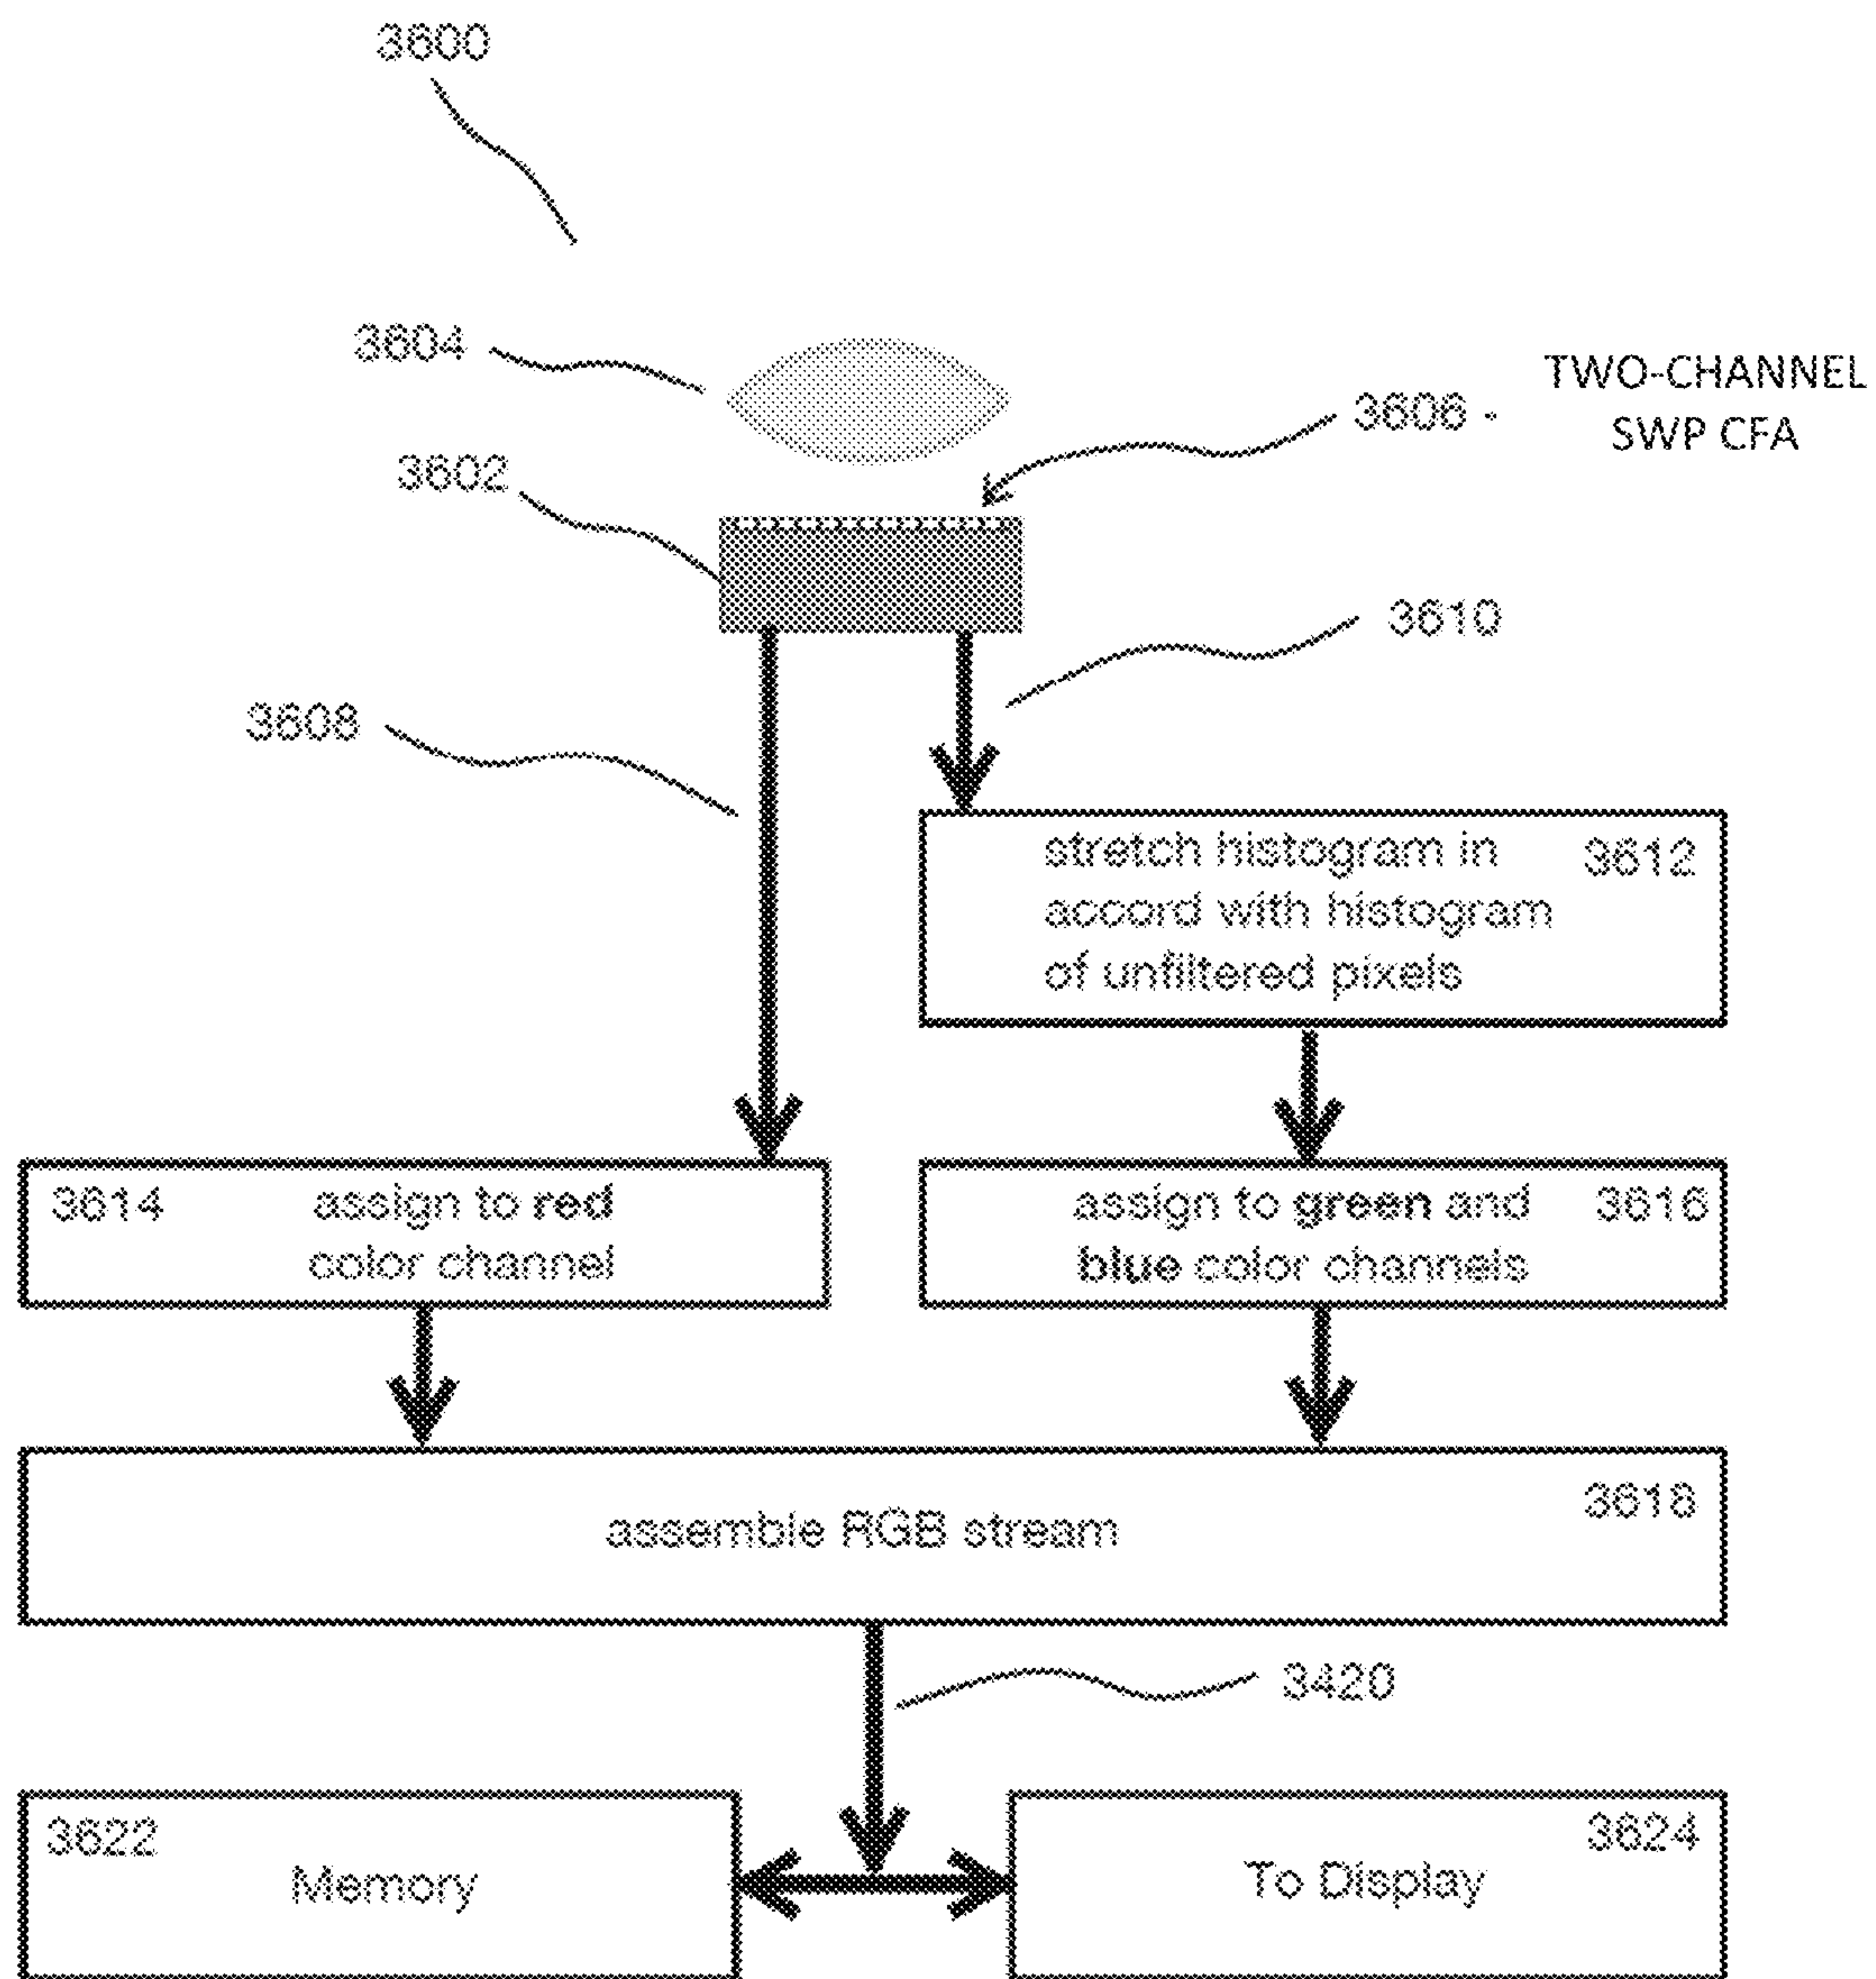 3600
3604
TWO-CHANNEL
SWP CFA
3606 -
3602
3610
3608
stretch histogram in
accord with histogram
of unfiltered pixels
3612
3614
assign to red
color channel
assign to green and
blue color channels
3616
assemble RGB stream
3618
3420
3622
Memory
To Display
3624